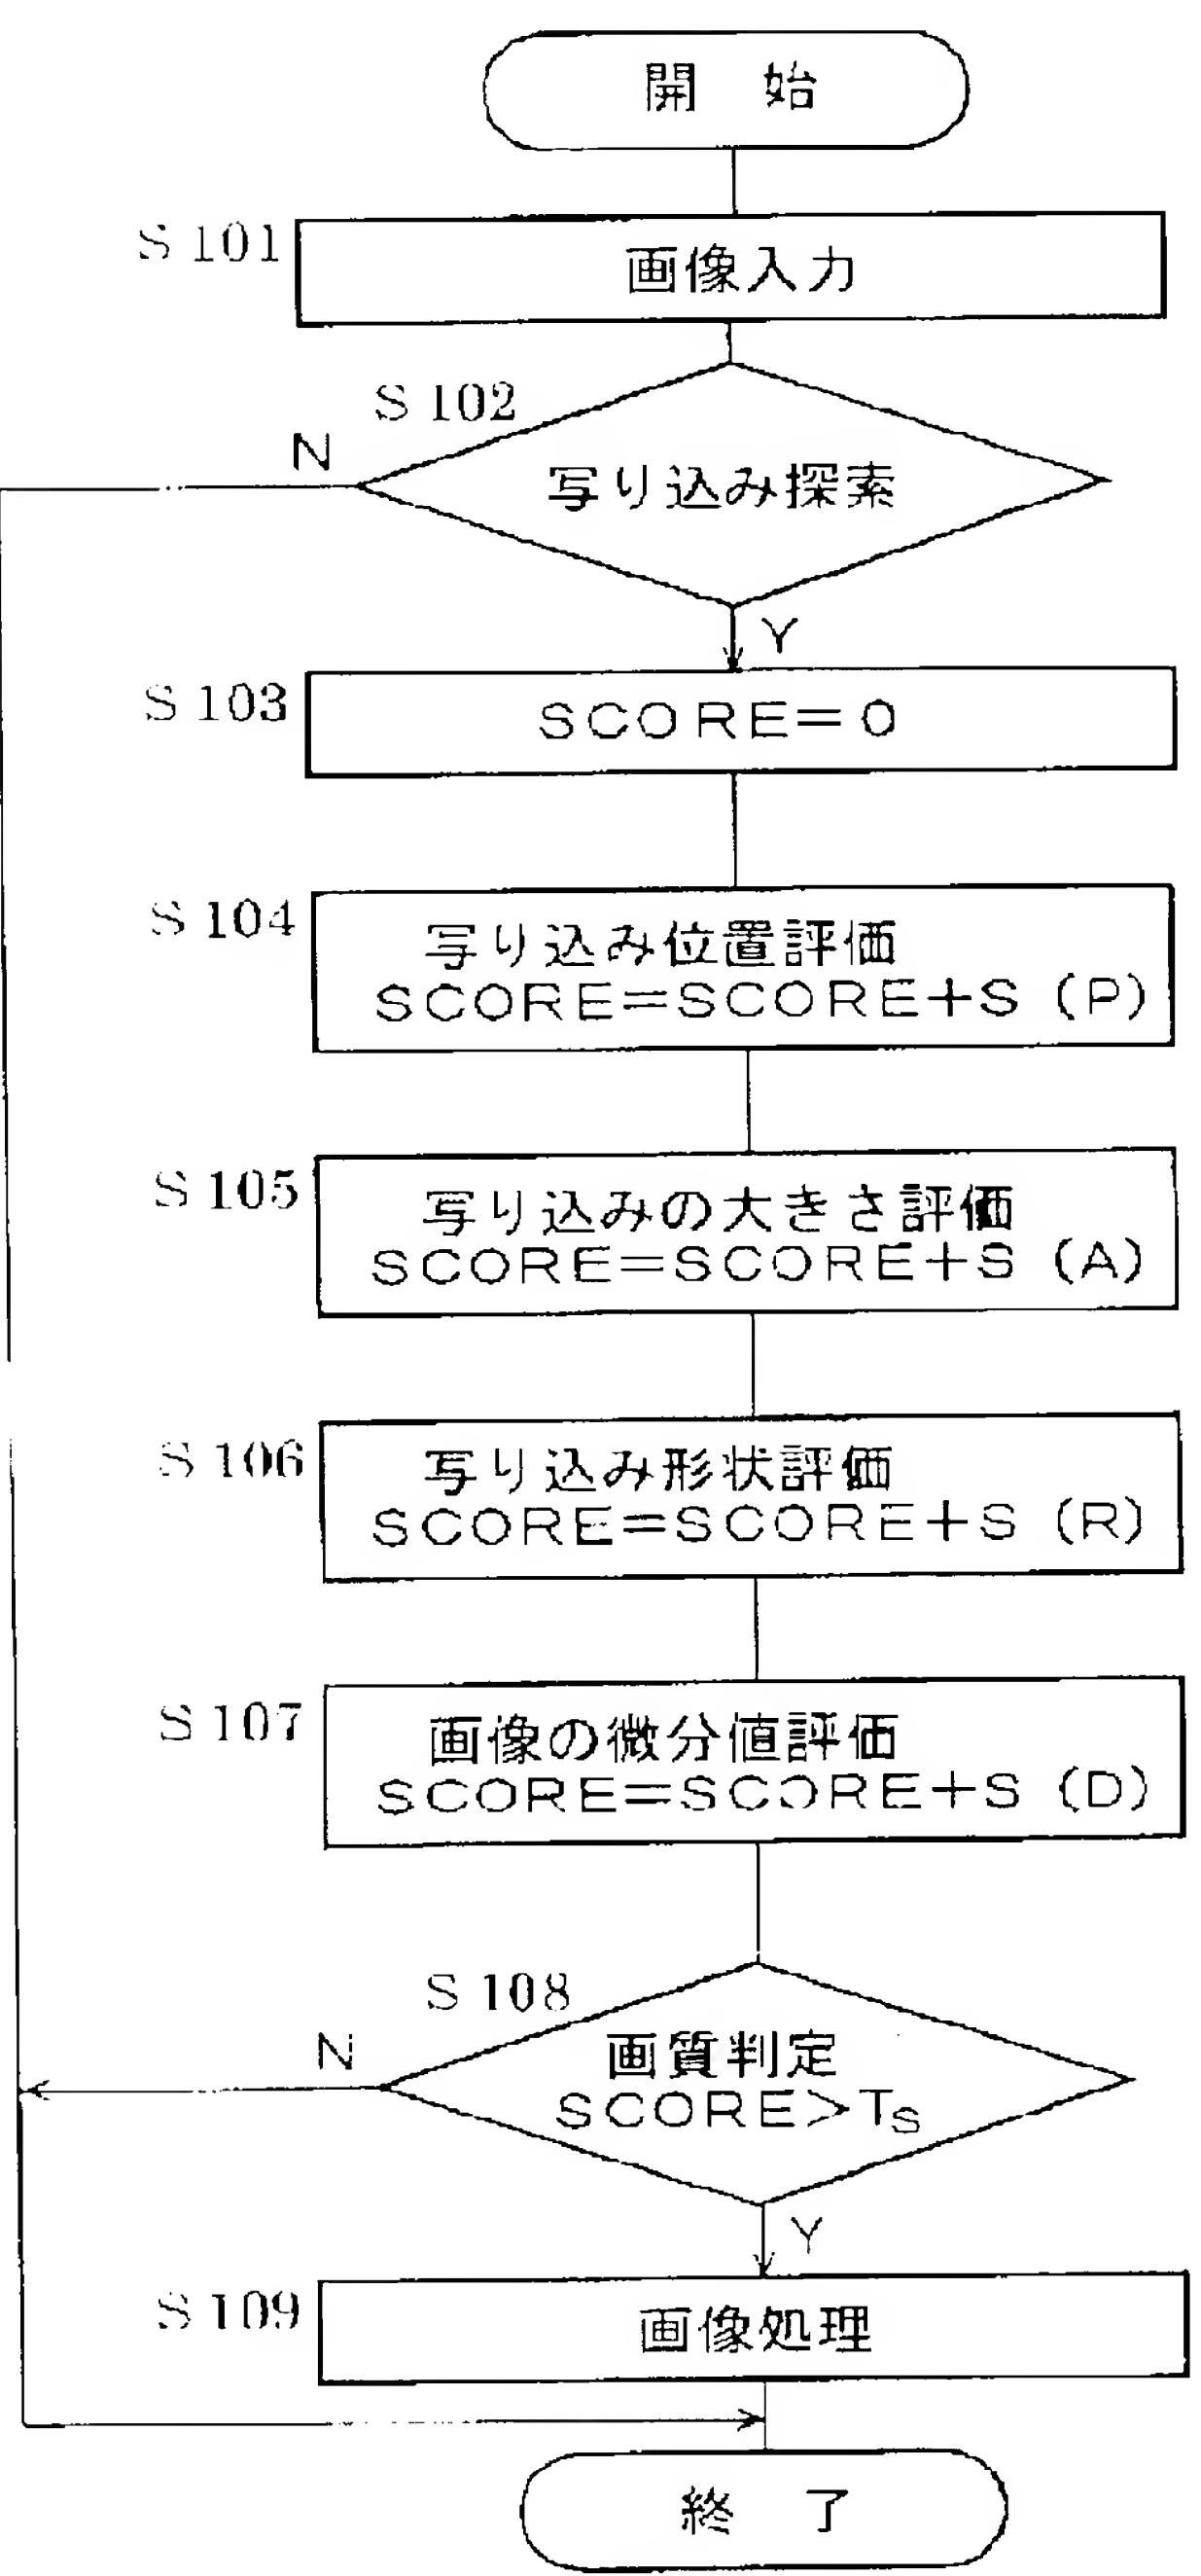 開 始
S 101
画像入力
S 102
N
写り込み探索
Y
S 103
SCORE=0
S 104
写り込み位置評価
SCORE=SCORE+S (P)
S 105
写り込みの大きさ評価
SCORE=SCORE+S (A)
S 106
写り込み形状評価
SCORE=SCORE+S (R)
S 107
画像の微分値評価
SCORE=SCORE+S (D)
S 108
N
画質判定
SCORE>Ts
Y
S 109
画像処理
終 了